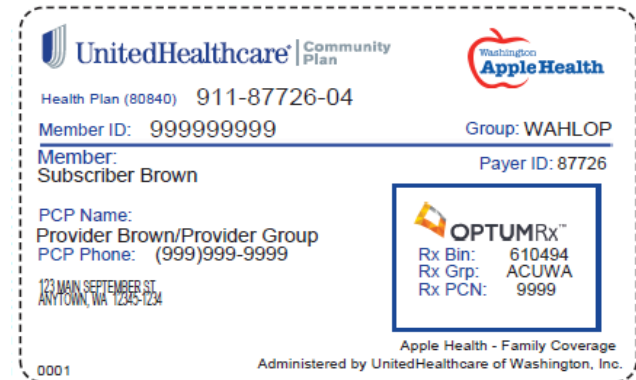 UnitedHealthcare® | Community Plan
Washington
Apple Health
Health Plan (80840) 911-87726-04
Member ID: 999999999 Group: WAHLOP
Member: Payer ID: 87726
Subscriber Brown
PCP Name:
Provider Brown/Provider Group
PCP Phone: (999)999-9999
123 MAIN SEPTEMBER ST
ANYTOWN, WA 12345-1234
OPTUMRx™
Rx Bin: 610494
Rx Grp: ACUWA
Rx PCN: 9999
Apple Health - Family Coverage
0001 Administered by UnitedHealthcare of Washington, Inc.